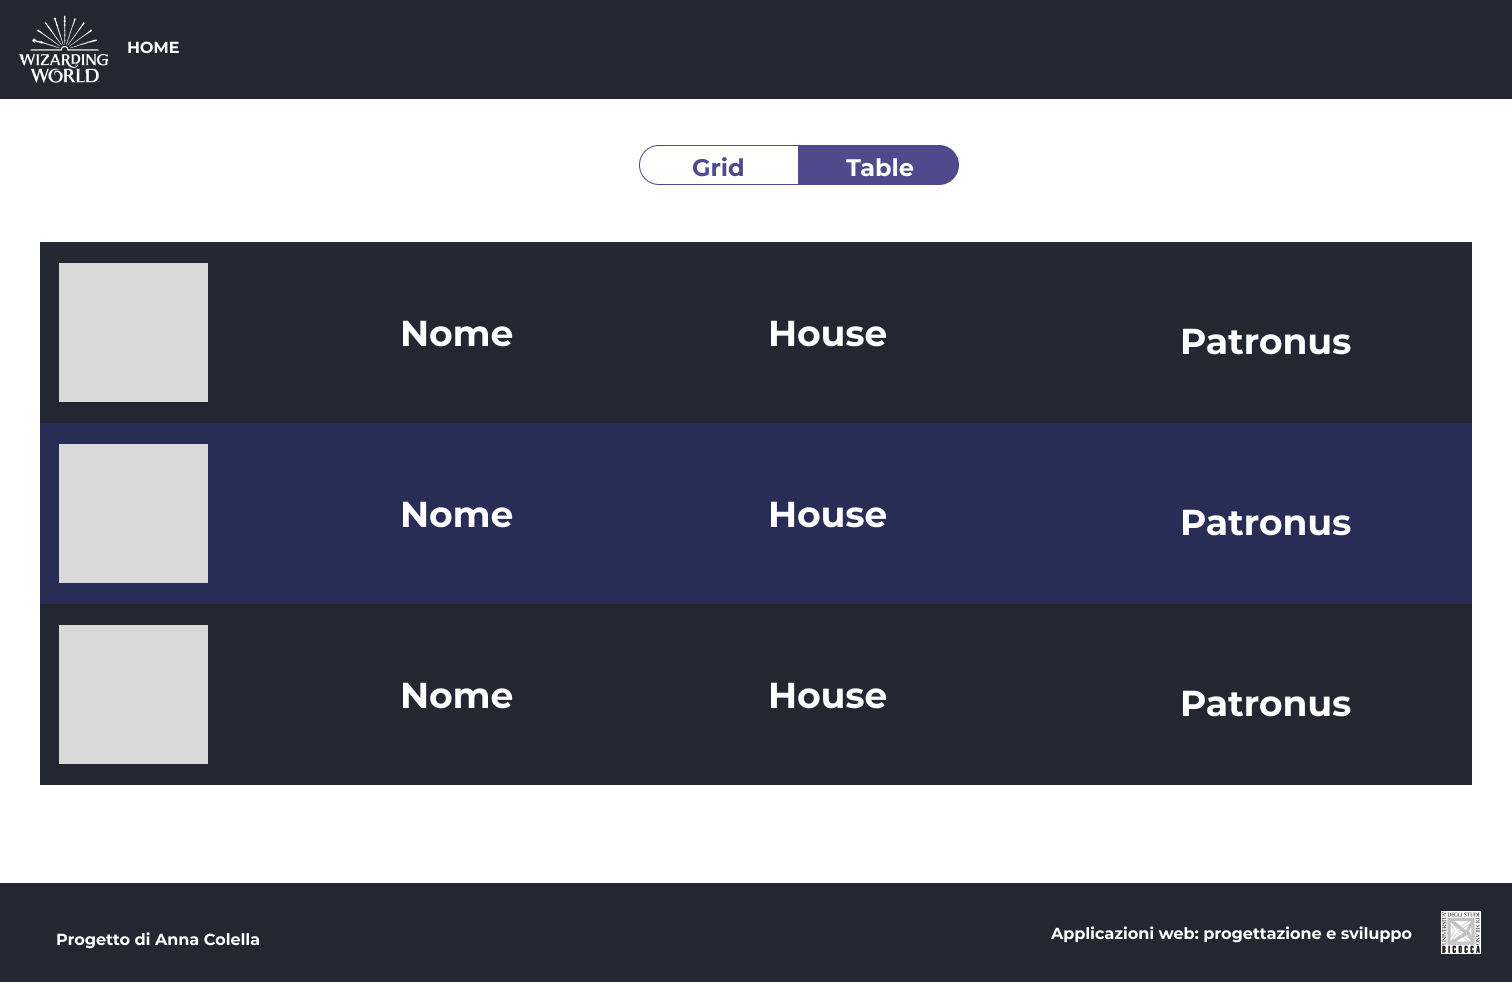 WIZARDING
WORLD
HOME
Grid
Table
Nome
House
Patronus
Nome
House
Patronus
Nome
House
Patronus
Progetto di Anna Colella
Applicazioni web: progettazione e sviluppo
UNIVERSITA'
DEGLI STUDI
DI MILANO
BICOCCA